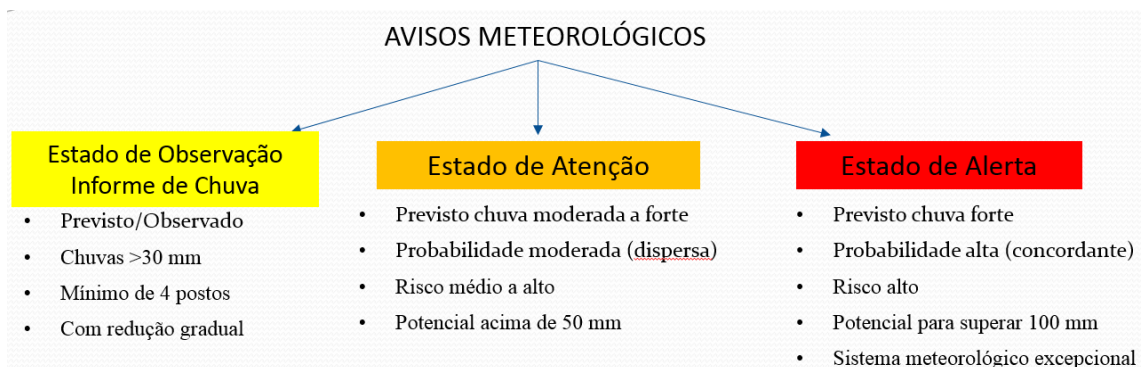 AVISOS METEOROLÓGICOS
Estado de Observação
Informe de Chuva
• Previsto/Observado
• Chuvas >30 mm
• Mínimo de 4 postos
• Com redução gradual
Estado de Atenção
• Previsto chuva moderada a forte
• Probabilidade moderada (dispersa)
• Risco médio a alto
• Potencial acima de 50 mm
Estado de Alerta
• Previsto chuva forte
• Probabilidade alta (concordante)
• Risco alto
• Potencial para superar 100 mm
• Sistema meteorológico excepcional